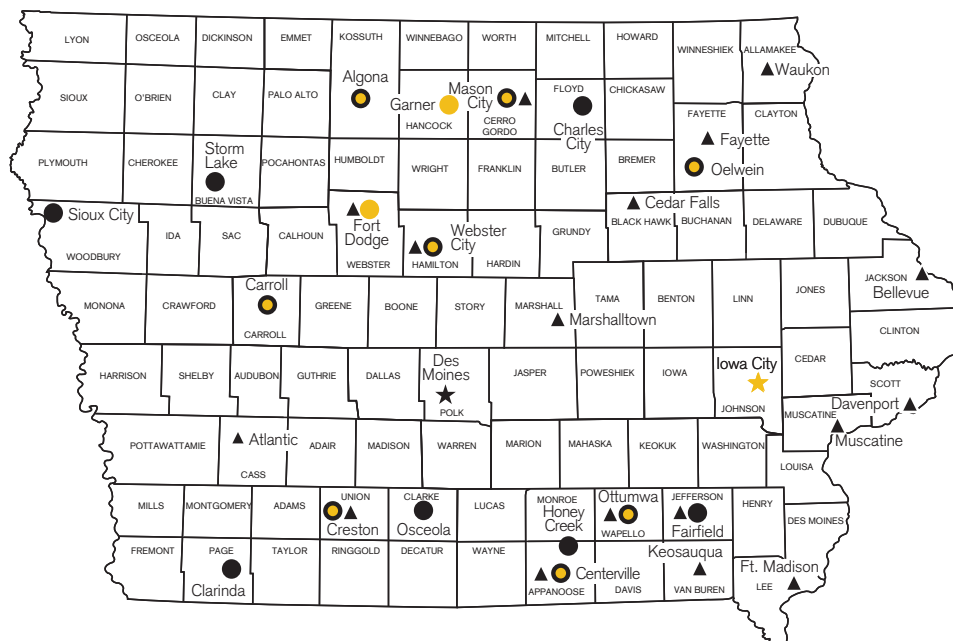 LYON
OSCEOLA
DICKINSON
EMMET
KOSSUTH
WINNEBAGO
WORTH
MITCHELL
HOWARD
WINNESHIEK
ALLAMAKEE
Waukon
SIOUX
O'BRIEN
CLAY
PALO ALTO
Algona
Garner
HANCOCK
Mason
City
CERRO
GORDO
FLOYD
Charles
City
CHICKASAW
FAYETTE
Fayette
Oelwein
CLAYTON
PLYMOUTH
CHEROKEE
Storm
Lake
BUENA VISTA
POCAHONTAS
HUMBOLDT
WRIGHT
FRANKLIN
BUTLER
BREMER
Sioux City
WOODBURY
IDA
SAC
CALHOUN
Fort
Dodge
WEBSTER
Webster
City
HAMILTON
HARDIN
GRUNDY
Cedar Falls
BLACK HAWK
BUCHANAN
DELAWARE
DUBUQUE
MONONA
CRAWFORD
Carroll
CARROLL
GREENE
BOONE
STORY
MARSHALL
Marshalltown
TAMA
BENTON
LINN
JONES
JACKSON
Bellevue
CLINTON
HARRISON
SHELBY
AUDUBON
GUTHRIE
DALLAS
Des
Moines
POLK
JASPER
POWESHIEK
IOWA
Iowa City
JOHNSON
CEDAR
SCOTT
Davenport
MUSCATINE
Muscatine
POTTAWATTAMIE
Atlantic
CASS
ADAIR
MADISON
WARREN
MARION
MAHASKA
KEOKUK
WASHINGTON
LOUISA
MILLS
MONTGOMERY
ADAMS
UNION
Creston
CLARKE
Osceola
LUCAS
MONROE
Honey
Creek
Ottumwa
WAPELLO
JEFFERSON
Fairfield
HENRY
DES MOINES
FREMONT
PAGE
Clarinda
TAYLOR
RINGGOLD
DECATUR
WAYNE
Centerville
APPANOOSE
DAVIS
Keosauqua
VAN BUREN
Ft. Madison
LEE